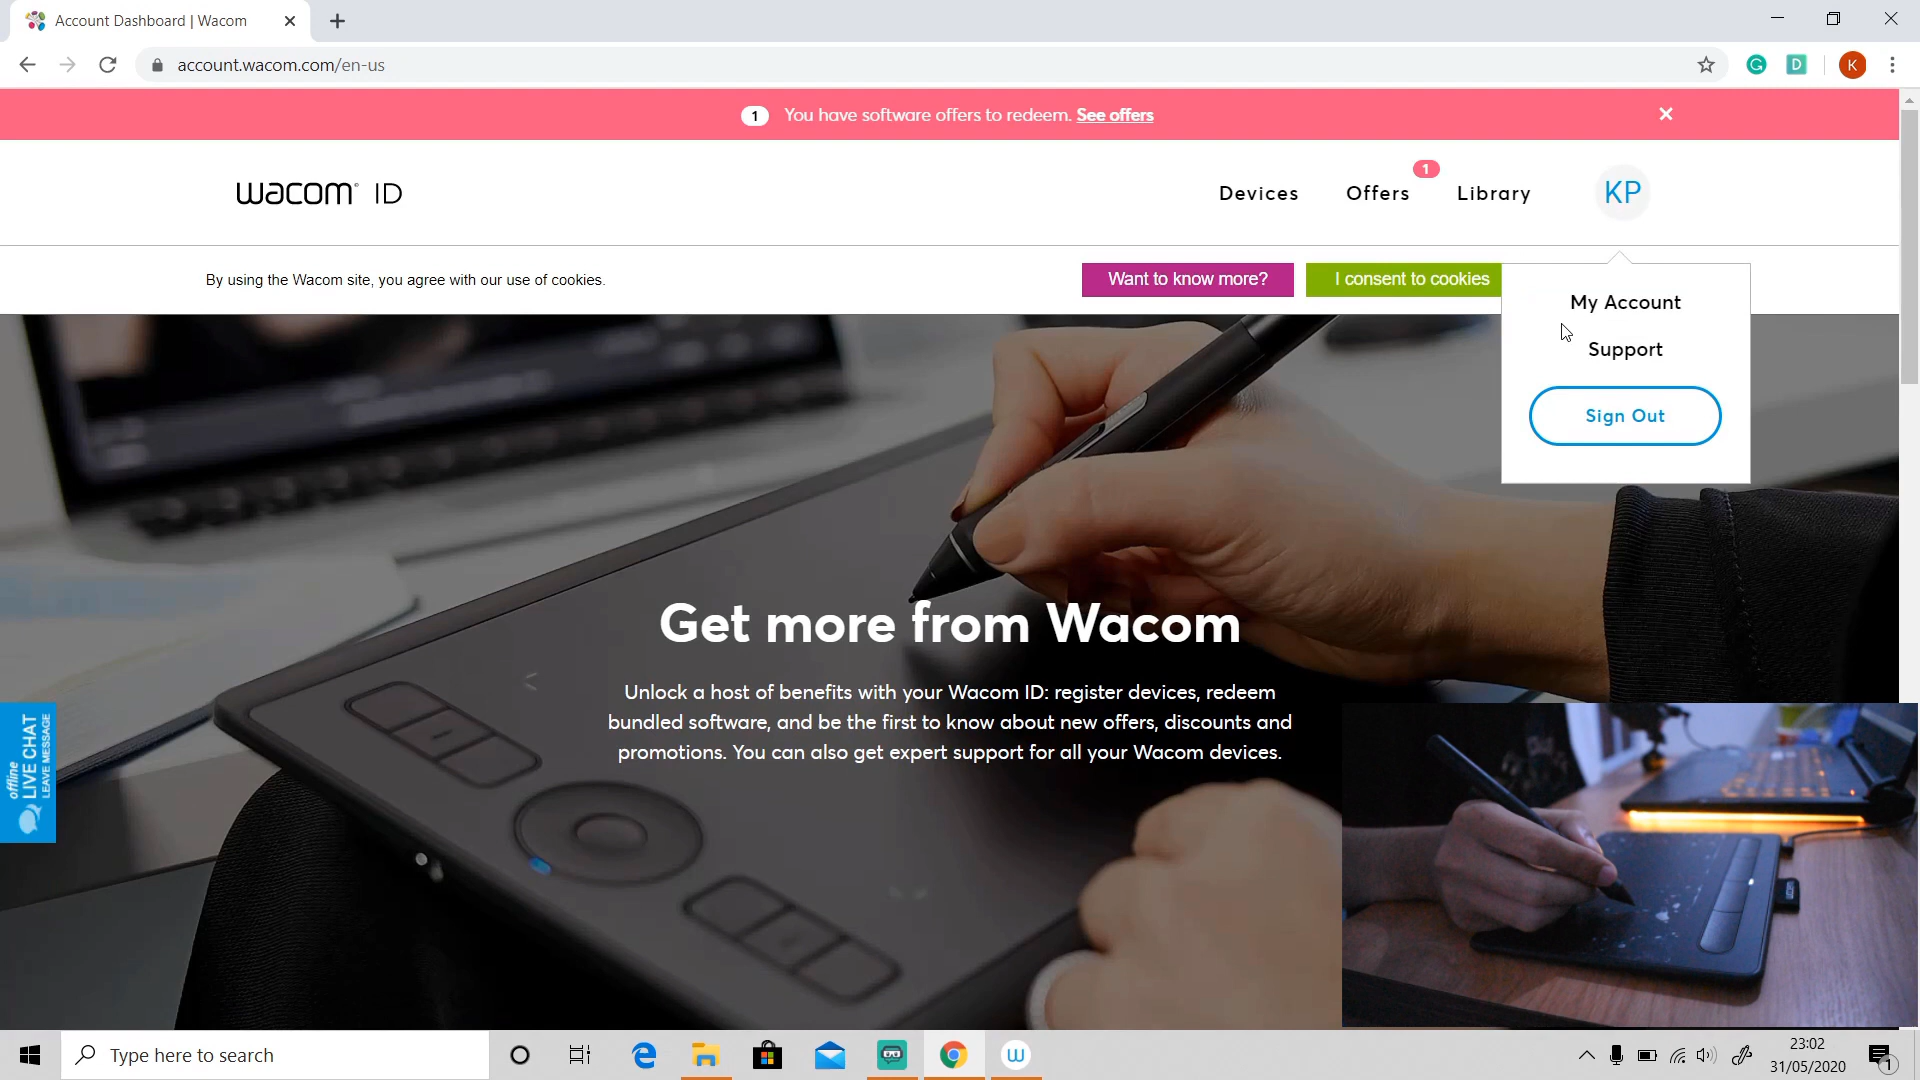 Account Dashboard | Wacom
account.wacom.com/en-us
K
1 You have software offers to redeem. See offers
wacom ID
Devices
Offers
1
Library
KP
By using the Wacom site, you agree with our use of cookies.
Want to know more?
I consent to cookies
My Account
Support
Sign Out
Get more from Wacom
Unlock a host of benefits with your Wacom ID: register devices, redeem
bundled software, and be the first to know about new offers, discounts and
promotions. You can also get expert support for all your Wacom devices.
offline
LIVE CHAT
LEAVE MESSAGE
Type here to search
23:02
31/05/2020
1